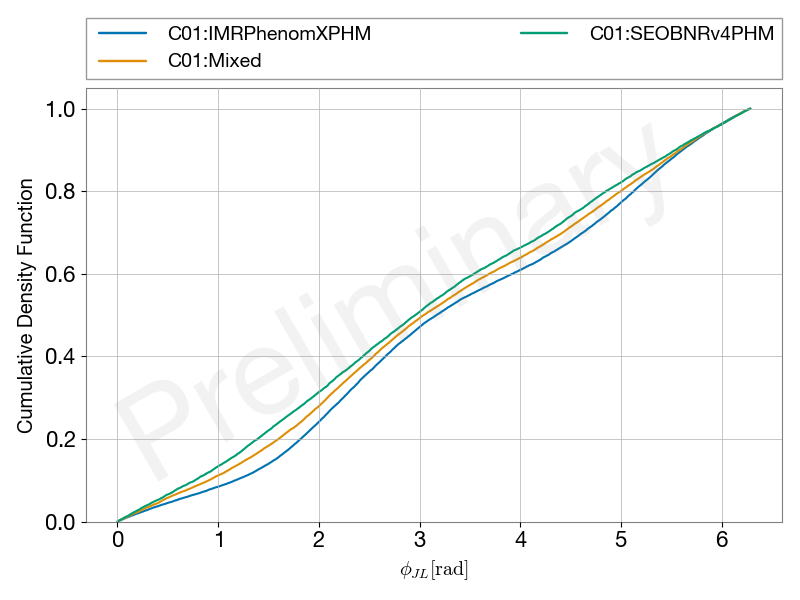 C01:IMRPhenomXPHM
C01:Mixed
C01:SEOBNRv4PHM
Cumulative Density Function
1.0
0.8
0.6
0.4
0.2
0.0
Preliminary
0 1 2 3 4 5 6
ϕ_JL[rad]